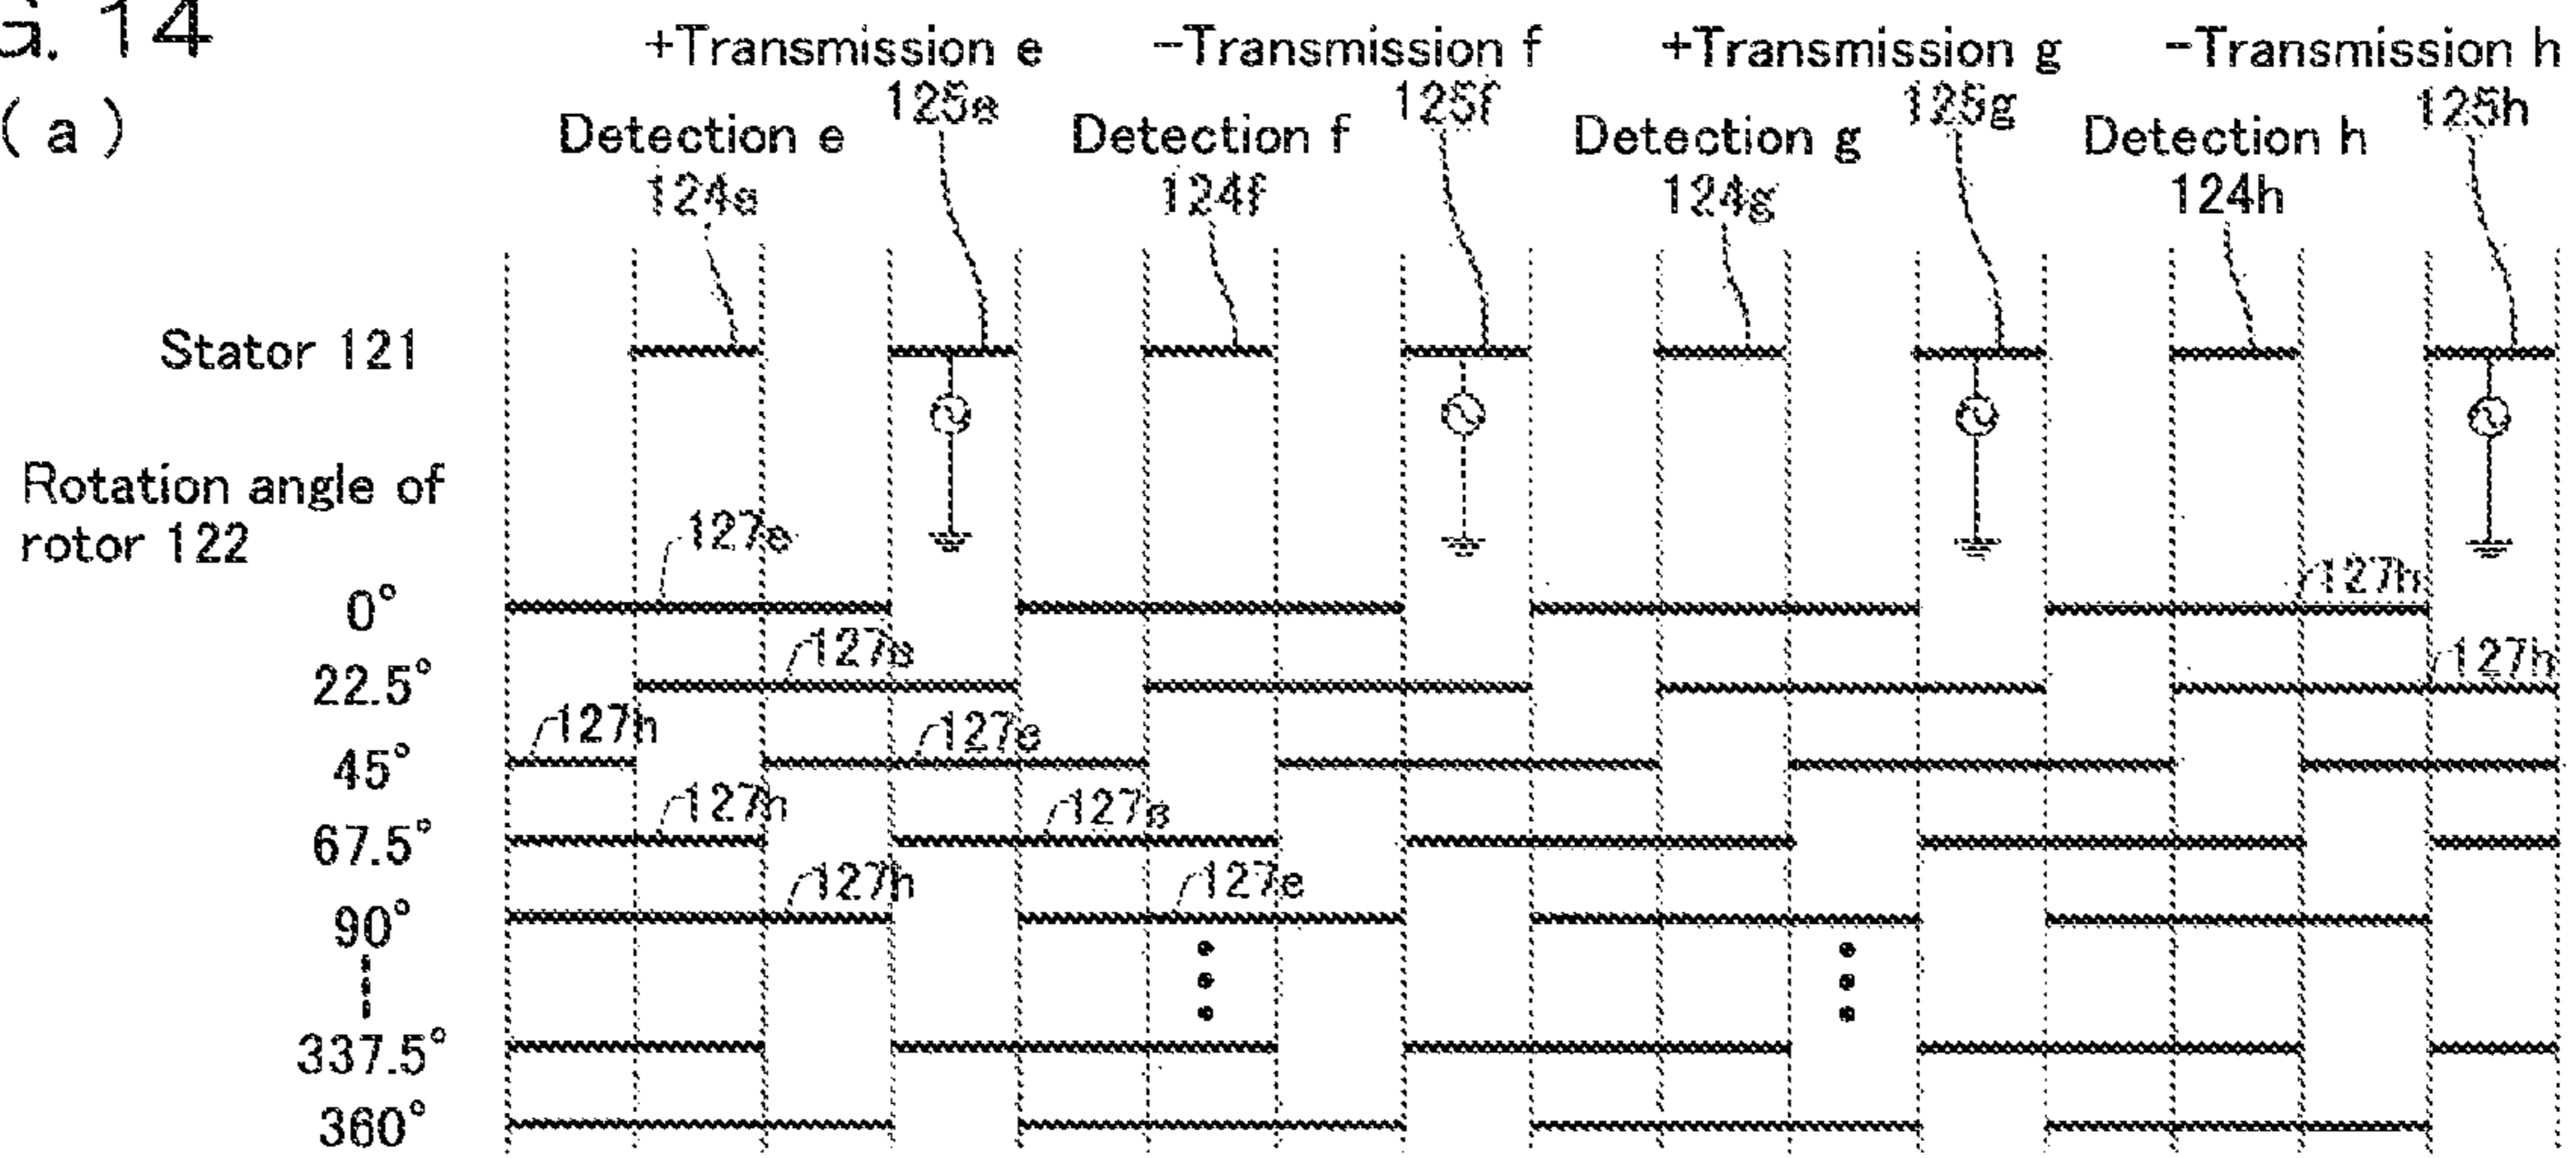 G. 14
( a )
+Transmission e -Transmission f +Transmission g -Transmission h
125e 125f 125g 125h
Detection e Detection f Detection g Detection h
124e 124f 124g 124h
Stator 121
Rotation angle of
rotor 122
127e
127h
0°
127e 127h
22.5°
127h 127e
45°
127h 127e
67.5°
127h 127e
90°
337.5°
360°